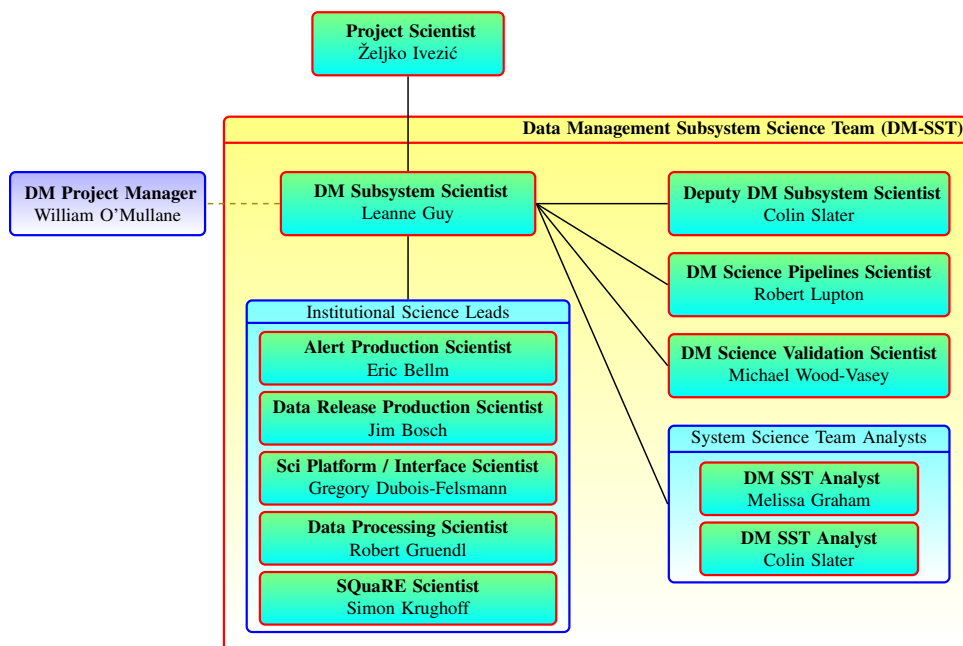 Project Scientist
Željko Ivezić
Data Management Subsystem Science Team (DM-SST)
DM Project Manager
William O’Mullane
DM Subsystem Scientist
Leanne Guy
Deputy DM Subsystem Scientist
Colin Slater
DM Science Pipelines Scientist
Robert Lupton
DM Science Validation Scientist
Michael Wood-Vasey
Institutional Science Leads
Alert Production Scientist
Eric Bellm
Data Release Production Scientist
Jim Bosch
Sci Platform / Interface Scientist
Gregory Dubois-Felsmann
Data Processing Scientist
Robert Gruendl
SQuaRE Scientist
Simon Krughoff
System Science Team Analysts
DM SST Analyst
Melissa Graham
DM SST Analyst
Colin Slater